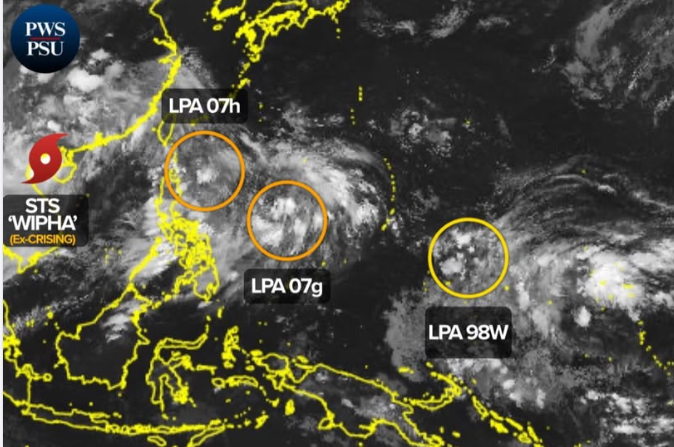 PWS
PSU
LPA 07h
STS
'WIPHA'
(Ex-CRISING)
LPA 07g
LPA 98W